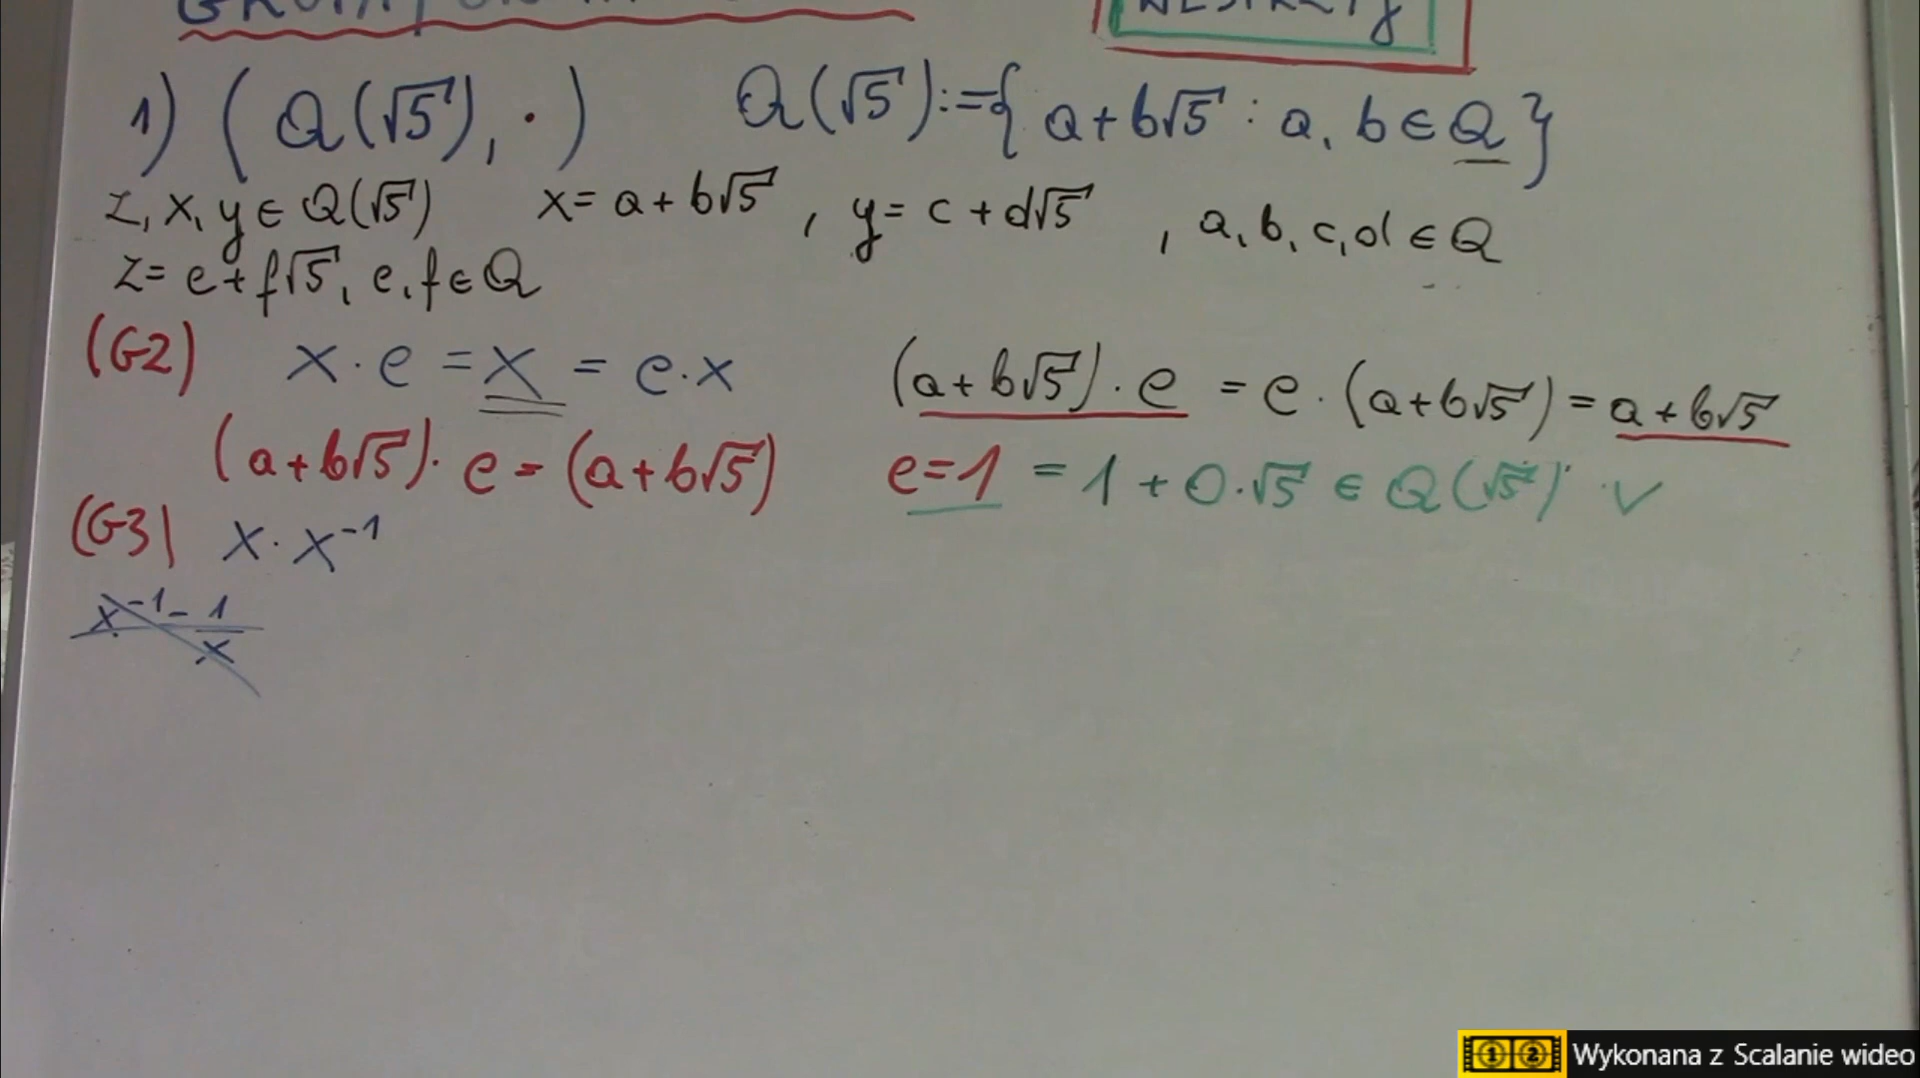 1) (Q(√5), ·) Q(√5):={a+b√5 : a, b ∈ Q}
z, x, y ∈ Q(√5) x = a + b√5 , y = c + d√5 , a, b, c, d ∈ Q
z = e + f√5, e, f ∈ Q
(G2) x · e = x = e · x (a + b√5) · e = e · (a + b√5) = a + b√5
(a + b√5) · e = (a + b√5) e = 1 = 1 + 0·√5 ∈ Q(√5) ✓
(G3) x · x⁻¹
x⁻¹ = 1/x
Wykonana z Scalanie wideo